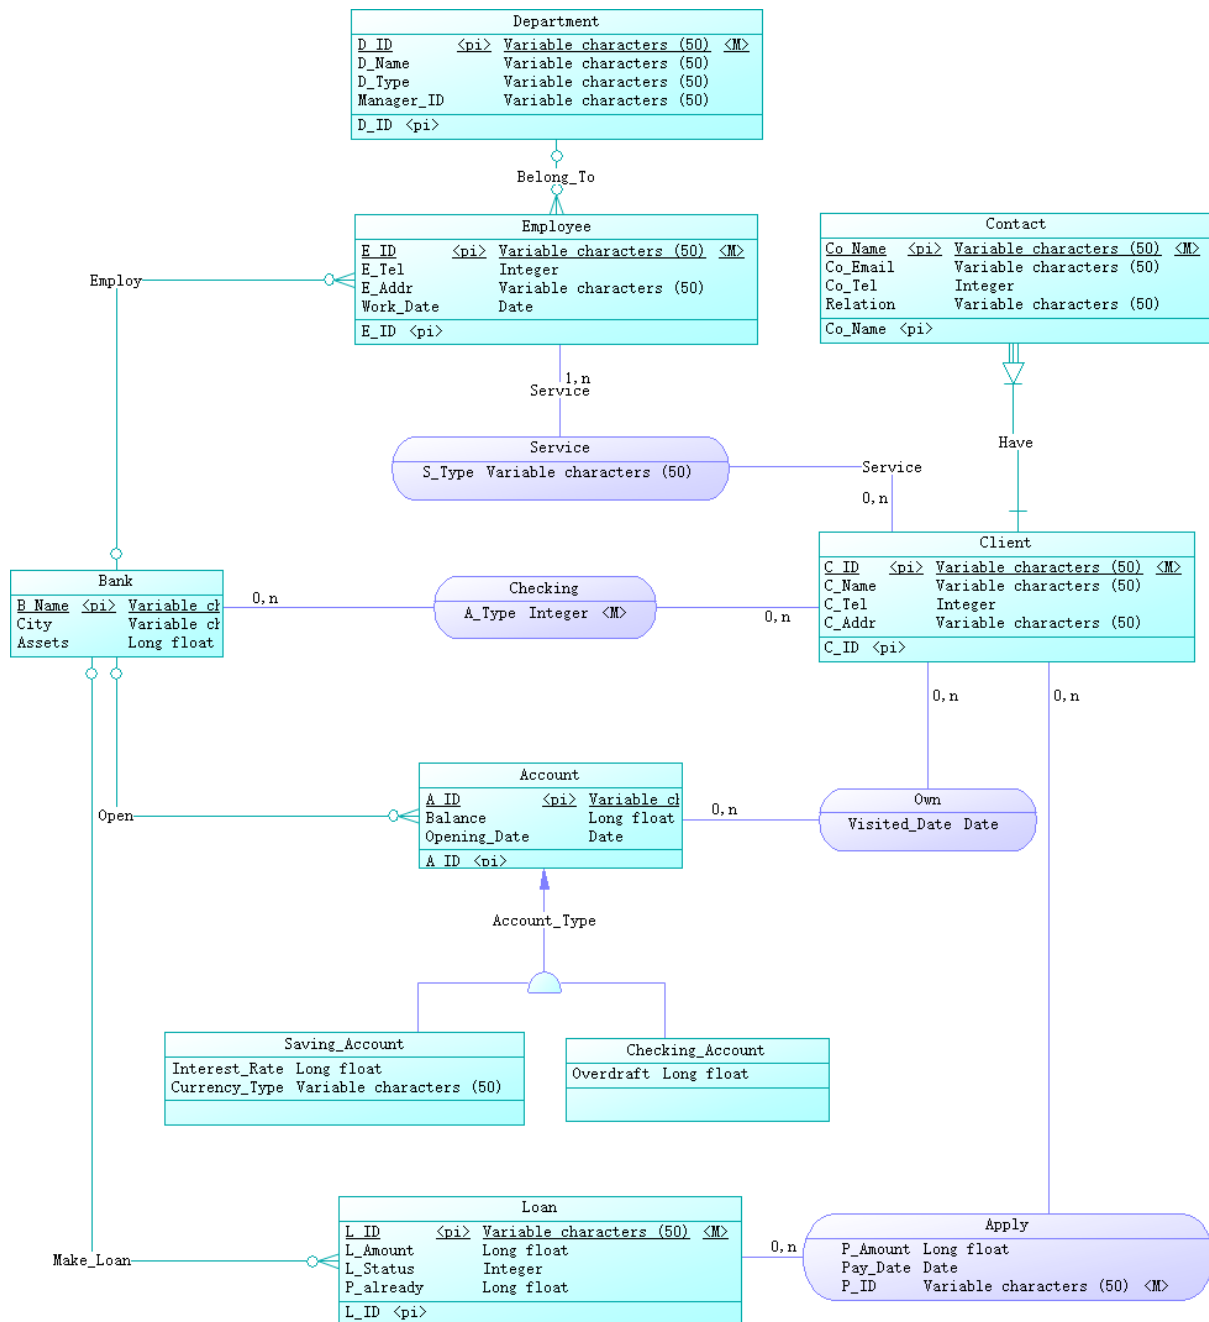 Department
D_ID <pi> Variable characters (50) <M>
D_Name Variable characters (50)
D_Type Variable characters (50)
Manager_ID Variable characters (50)
D_ID <pi>
Belong_To
Employee
E_ID <pi> Variable characters (50) <M>
E_Tel Integer
E_Addr Variable characters (50)
Work_Date Date
E_ID <pi>
Contact
Co_Name <pi> Variable characters (50) <M>
Co_Email Variable characters (50)
Co_Tel Integer
Relation Variable characters (50)
Co_Name <pi>
Employ
1,n
Service
Service
S_Type Variable characters (50)
Service
0,n
Have
Client
C_ID <pi> Variable characters (50) <M>
C_Name Variable characters (50)
C_Tel Integer
C_Addr Variable characters (50)
C_ID <pi>
Bank
B_Name <pi> Variable ch
City Variable ch
Assets Long float
0,n
Checking
A_Type Integer <M>
0,n
0,n
0,n
Open
Account
A_ID <pi> Variable ch
Balance Long float
Opening_Date Date
A_ID <pi>
0,n
Own
Visited_Date Date
Account_Type
Saving_Account
Interest_Rate Long float
Currency_Type Variable characters (50)
Checking_Account
Overdraft Long float
Make_Loan
Loan
L_ID <pi> Variable characters (50) <M>
L_Amount Long float
L_Status Integer
P_already Long float
L_ID <pi>
0,n
Apply
P_Amount Long float
Pay_Date Date
P_ID Variable characters (50) <M>